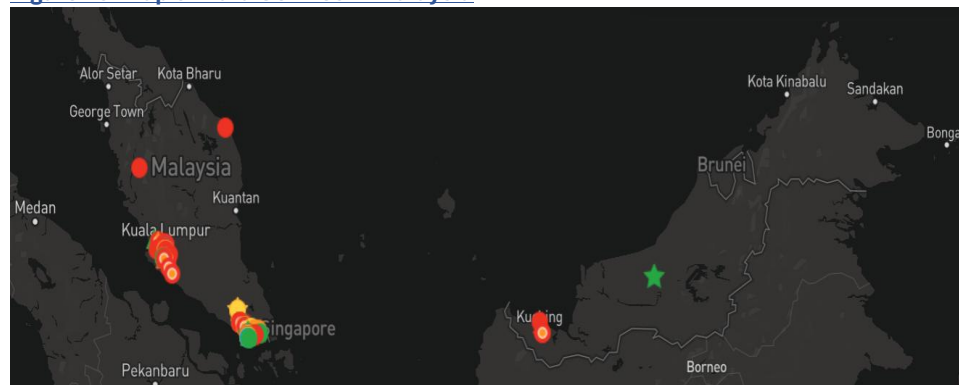 Alor Setar
Kota Bharu
George Town
Kota Kinabalu
Sandakan
Malaysia
Brunei
Medan
Kuantan
Kuala Lumpur
Singapore
Pekanbaru
Borneo